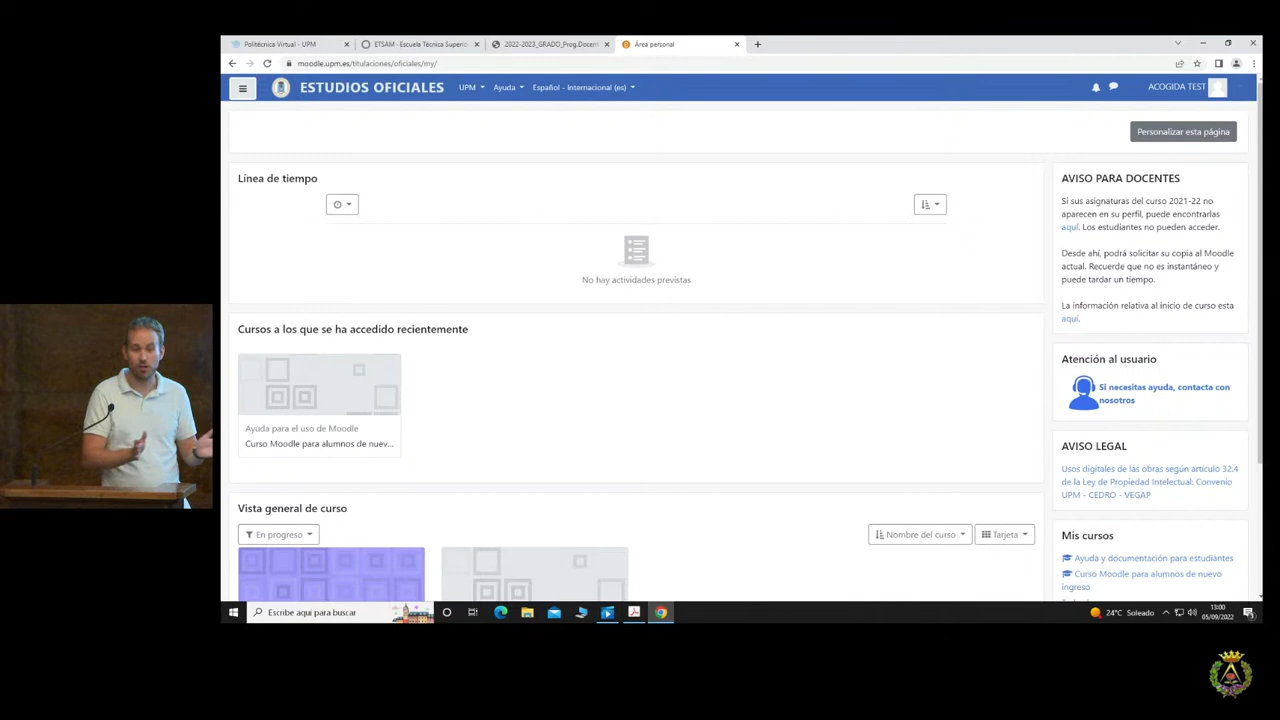 Politécnica Virtual - UPM
ETSAM - Escuela Técnica Superi
2022-2023_GRADO_Prog.Docent
Área personal
moodle.upm.es/titulaciones/oficiales/my/
ESTUDIOS OFICIALES
UPM
Ayuda
Español - Internacional (es)
ACOGIDA TEST
Personalizar esta página
Línea de tiempo
No hay actividades previstas
Cursos a los que se ha accedido recientemente
Ayuda para el uso de Moodle
Curso Moodle para alumnos de nuev...
Vista general de curso
En progreso
Nombre del curso
Tarjeta
AVISO PARA DOCENTES
Si sus asignaturas del curso 2021-22 no
aparecen en su perfil, puede encontrarlas
aquí. Los estudiantes no pueden acceder.
Desde ahí, podrá solicitar su copia al Moodle
actual. Recuerde que no es instantáneo y
puede tardar un tiempo.
La información relativa al inicio de curso esta
aquí.
Atención al usuario
Si necesitas ayuda, contacta con
nosotros
AVISO LEGAL
Usos digitales de las obras según artículo 32.4
de la Ley de Propiedad Intelectual: Convenio
UPM - CEDRO - VEGAP
Mis cursos
Ayuda y documentación para estudiantes
Curso Moodle para alumnos de nuevo
ingreso
Escribe aquí para buscar
24°C Soleado
13:00
05/09/2022